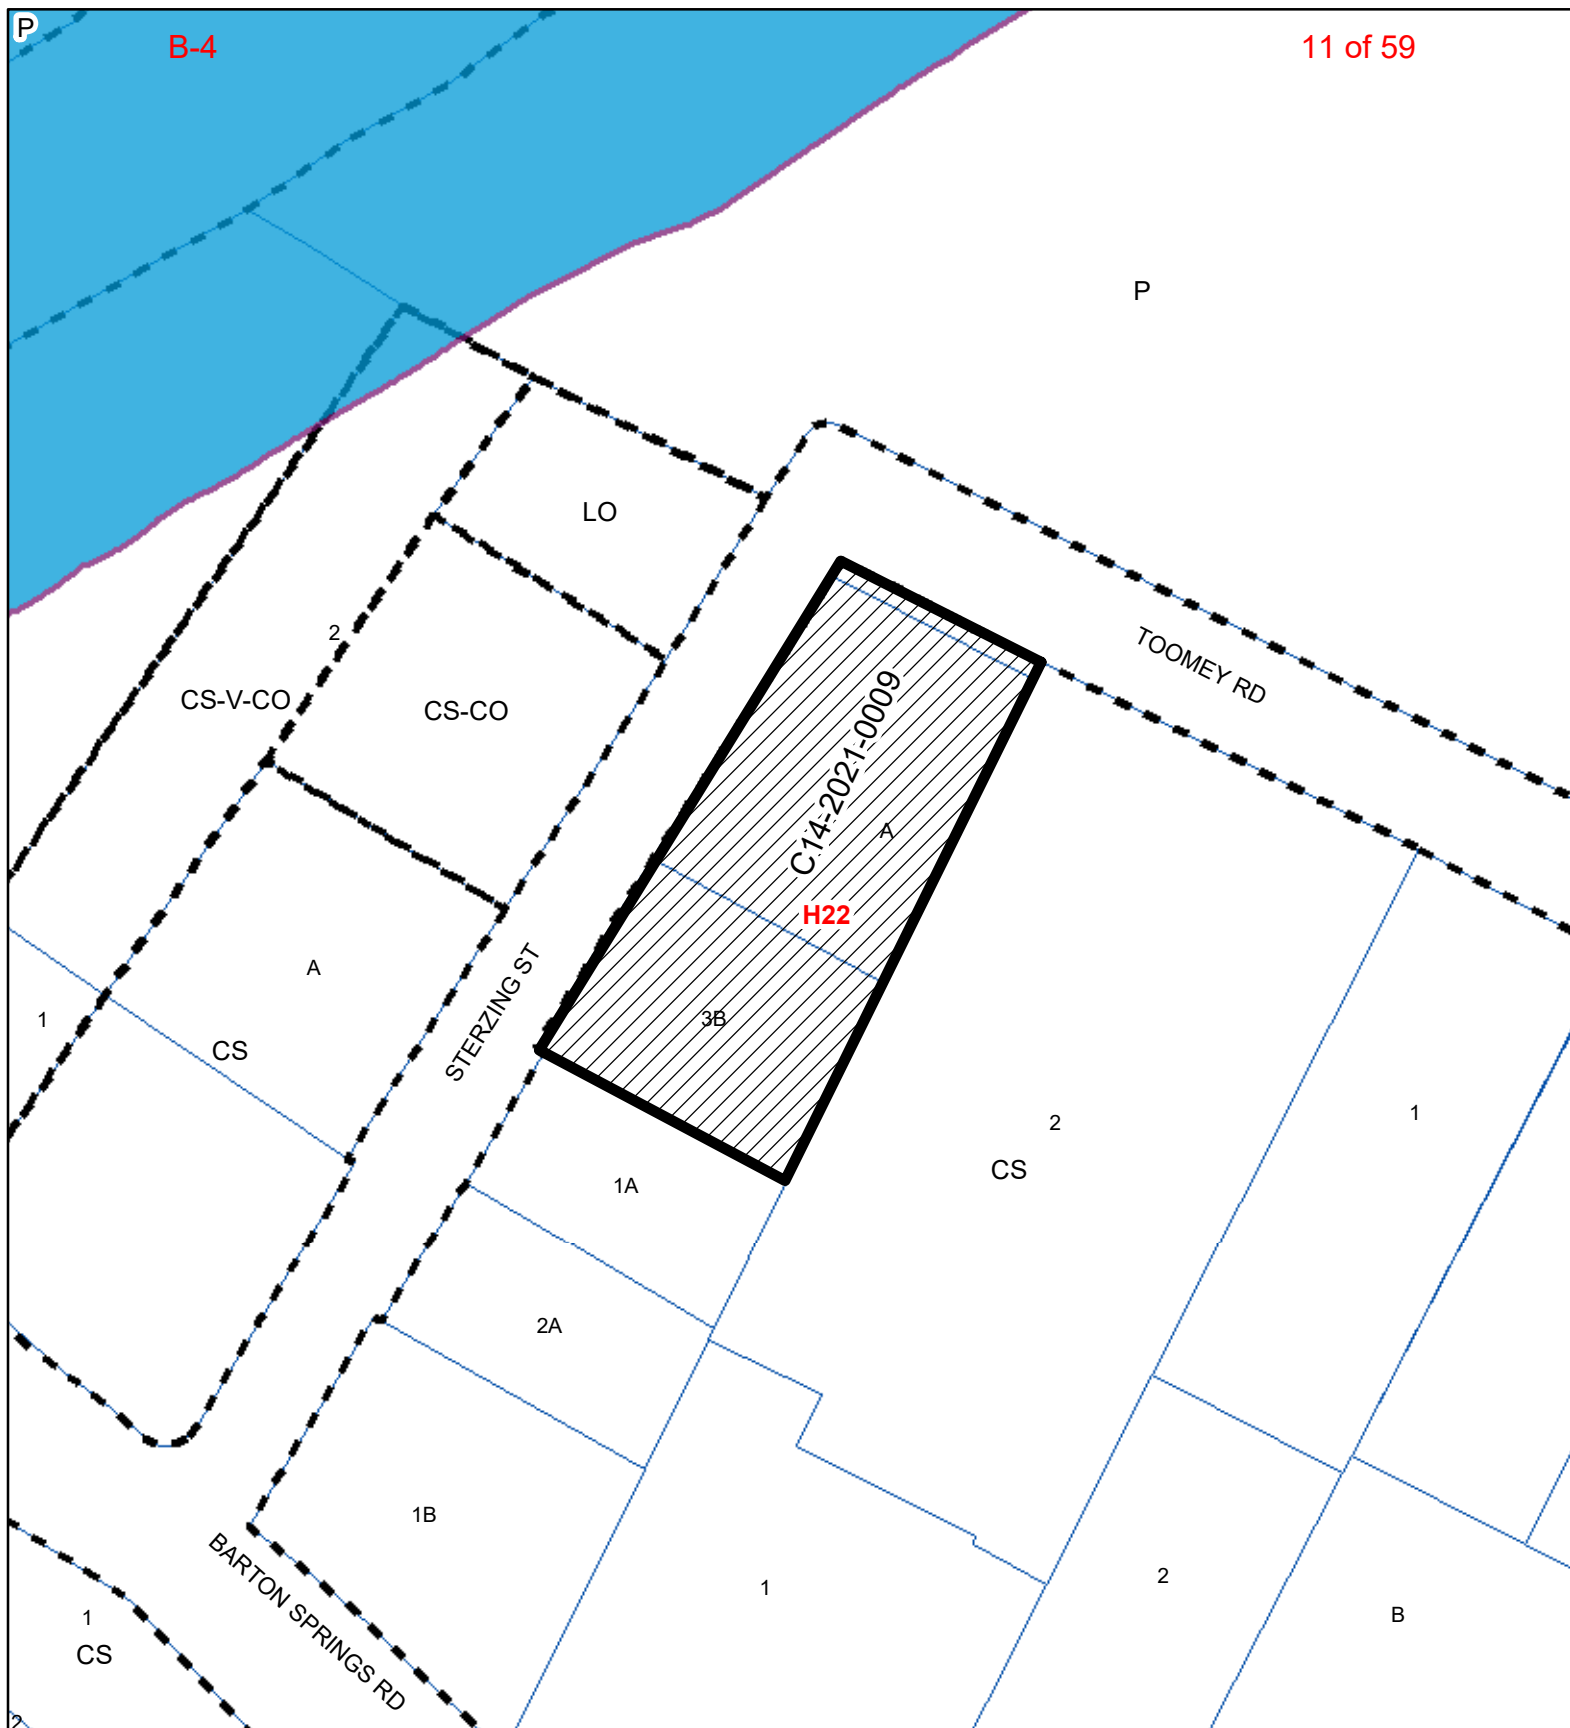 P
B-4
11 of 59
P
LO
2
TOOMEY RD
CS-V-CO
CS-CO
C14-2021-0009
A
H22
A
STERZING ST
1
3B
CS
2
1
CS
1A
2A
1B
BARTON SPRINGS RD
1
2
B
1
CS
2